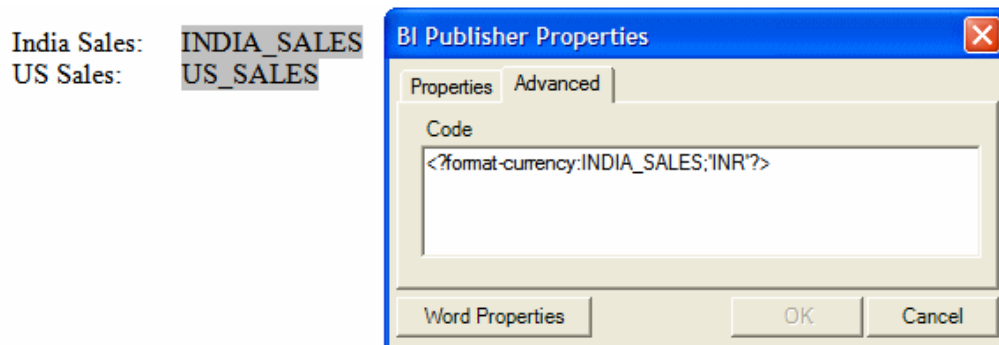 India Sales: INDIA_SALES
US Sales: US_SALES
BI Publisher Properties
Properties Advanced
Code
<?format-currency:INDIA_SALES;'INR'?>
Word Properties OK Cancel